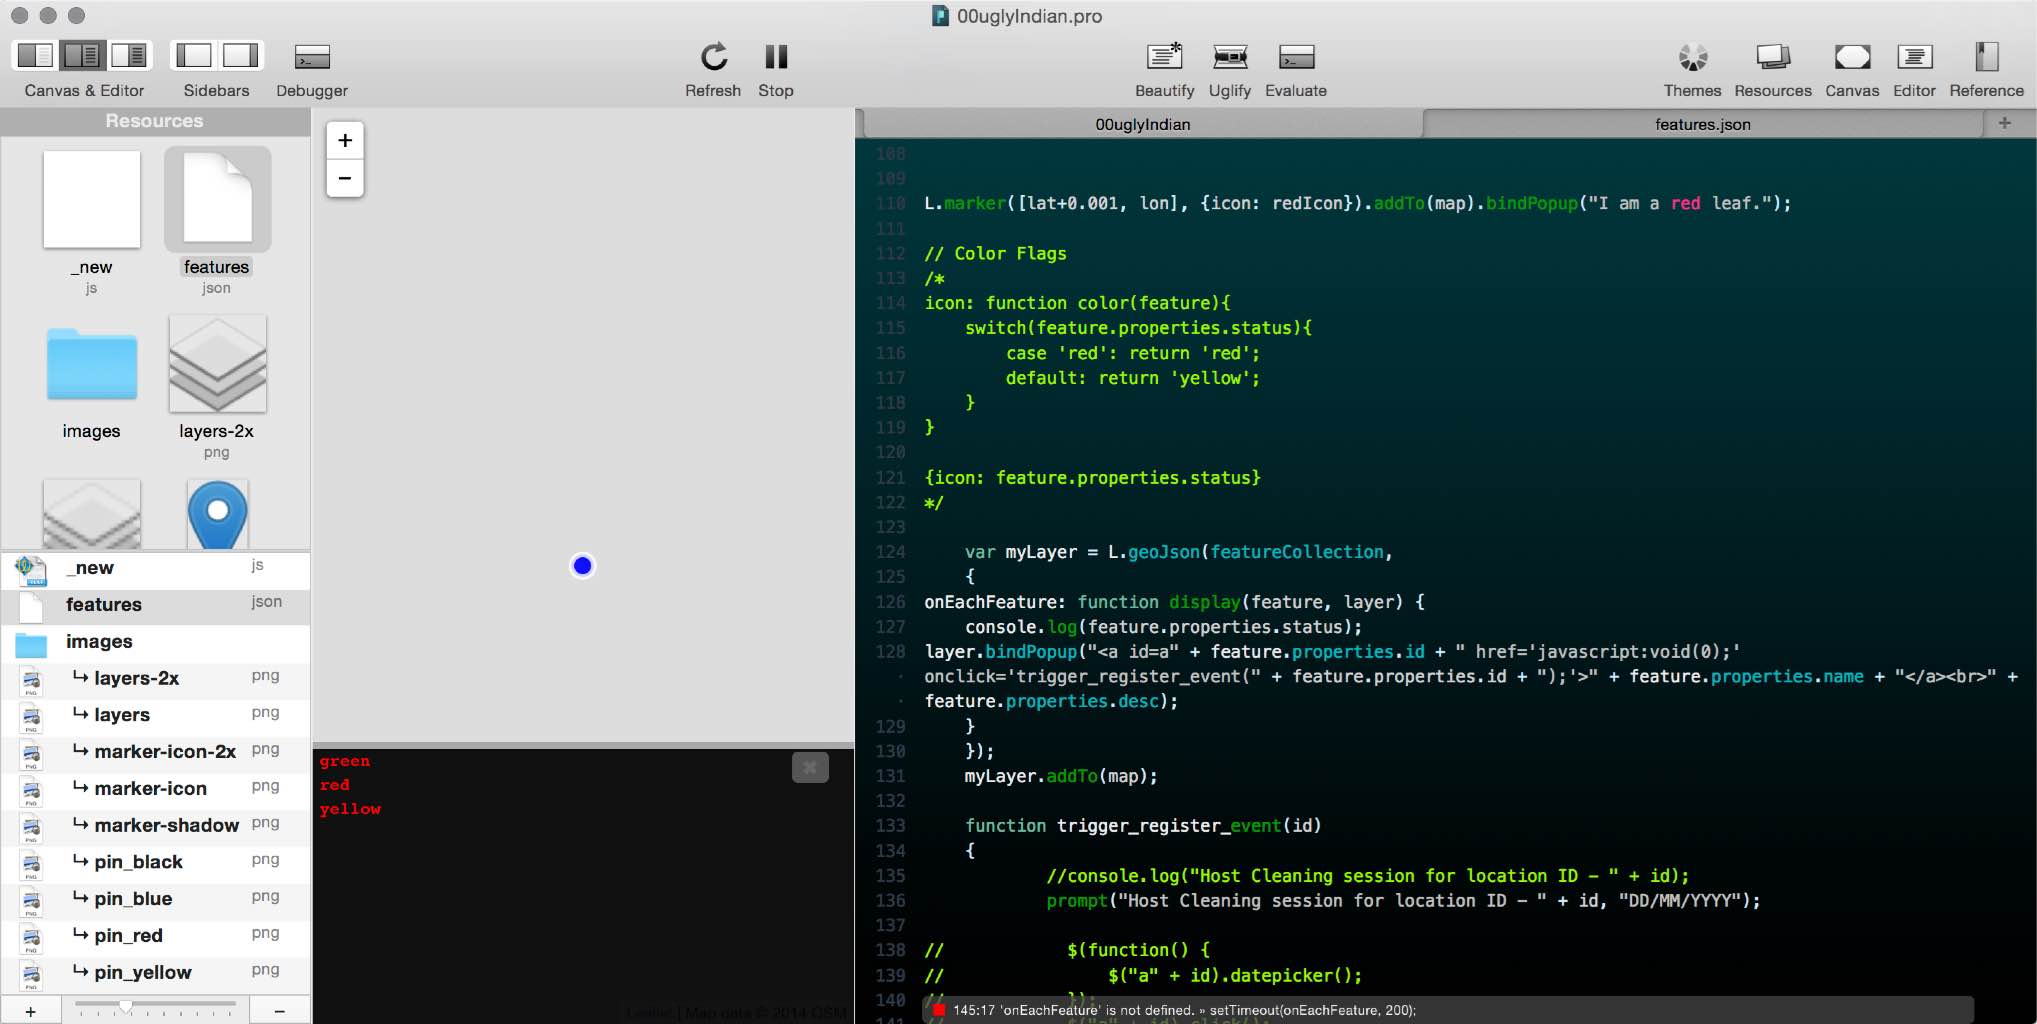 00uglyIndian.pro
Canvas & Editor
Sidebars
Debugger
Refresh
Stop
Beautify
Uglify
Evaluate
Themes
Resources
Canvas
Editor
Reference
Resources
_new
js
features
json
images
layers-2x
png
_new js
features json
images
↳ layers-2x png
↳ layers png
↳ marker-icon-2x png
↳ marker-icon png
↳ marker-shadow png
↳ pin_black png
↳ pin_blue png
↳ pin_red png
↳ pin_yellow png
+
−
+
−
green
red
yellow
Leaflet | Map data © 2014 OSM
00uglyIndian
features.json
+
108
109
110 L.marker([lat+0.001, lon], {icon: redIcon}).addTo(map).bindPopup("I am a red leaf.");
111
112 // Color Flags
113 /*
114 icon: function color(feature){
115 switch(feature.properties.status){
116 case 'red': return 'red';
117 default: return 'yellow';
118 }
119 }
120
121 {icon: feature.properties.status}
122 */
123
124 var myLayer = L.geoJson(featureCollection,
125 {
126 onEachFeature: function display(feature, layer) {
127 console.log(feature.properties.status);
128 layer.bindPopup("<a id=a" + feature.properties.id + " href='javascript:void(0);'
· onclick='trigger_register_event(" + feature.properties.id + ");'>" + feature.properties.name + "</a><br>" +
· feature.properties.desc);
129 }
130 });
131 myLayer.addTo(map);
132
133 function trigger_register_event(id)
134 {
135 //console.log("Host Cleaning session for location ID - " + id);
136 prompt("Host Cleaning session for location ID - " + id, "DD/MM/YYYY");
137
138 // $(function() {
139 // $("a" + id).datepicker();
140 // });
145:17 'onEachFeature' is not defined. » setTimeout(onEachFeature, 200);